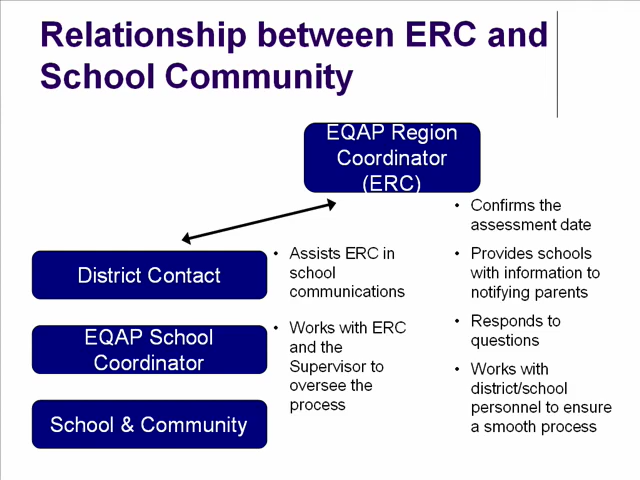 Relationship between ERC and
School Community
EQAP Region
Coordinator
(ERC)
• Confirms the
assessment date
• Provides schools
with information to
notifying parents
• Responds to
questions
• Works with
district/school
personnel to ensure
a smooth process
District Contact
• Assists ERC in
school
communications
EQAP School
Coordinator
• Works with ERC
and the
Supervisor to
oversee the
process
School & Community